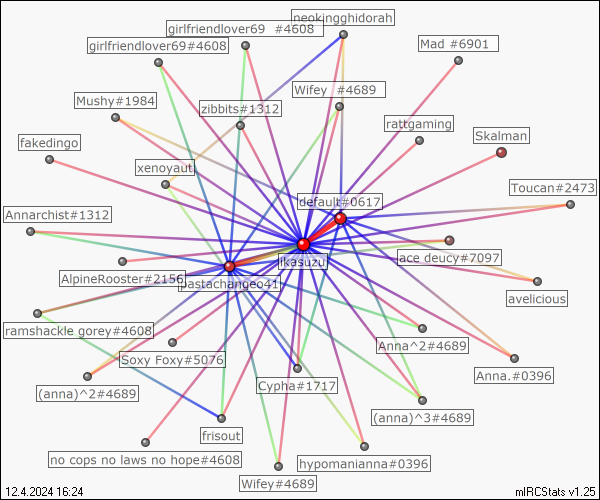 neokingghidorah
girlfriendlover69 #4608
girlfriendlover69#4608
Mad #6901
Wifey #4689
Mushy#1984
zibbits#1312
rattgaming
Skalman
fakedingo
xenoyaut
Toucan#2473
default#0617
Annarchist#1312
ace deucy#7097
ikasuzu
AlpineRooster#2156
pastachangeo41
avelicious
ramshackle gorey#4608
Anna^2#4689
Soxy Foxy#5076
Anna.#0396
Cypha#1717
(anna)^2#4689
(anna)^3#4689
frisout
no cops no laws no hope#4608
hypomanianna#0396
Wifey#4689
12.4.2024 16:24
mIRCStats v1.25